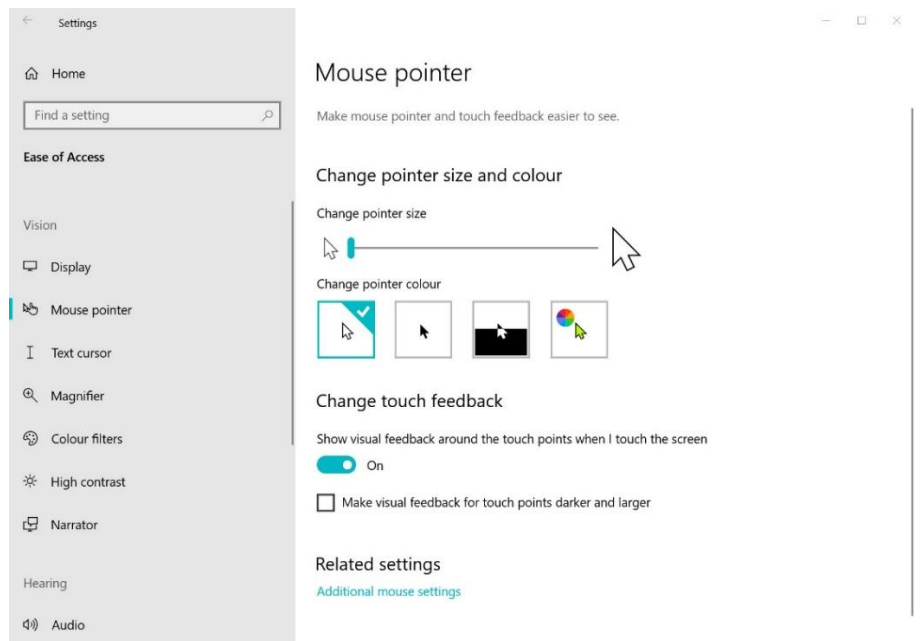 Settings
Home
Find a setting
Ease of Access
Vision
Display
Mouse pointer
Text cursor
Magnifier
Colour filters
High contrast
Narrator
Hearing
Audio
Mouse pointer
Make mouse pointer and touch feedback easier to see.
Change pointer size and colour
Change pointer size
Change pointer colour
Change touch feedback
Show visual feedback around the touch points when I touch the screen
On
Make visual feedback for touch points darker and larger
Related settings
Additional mouse settings